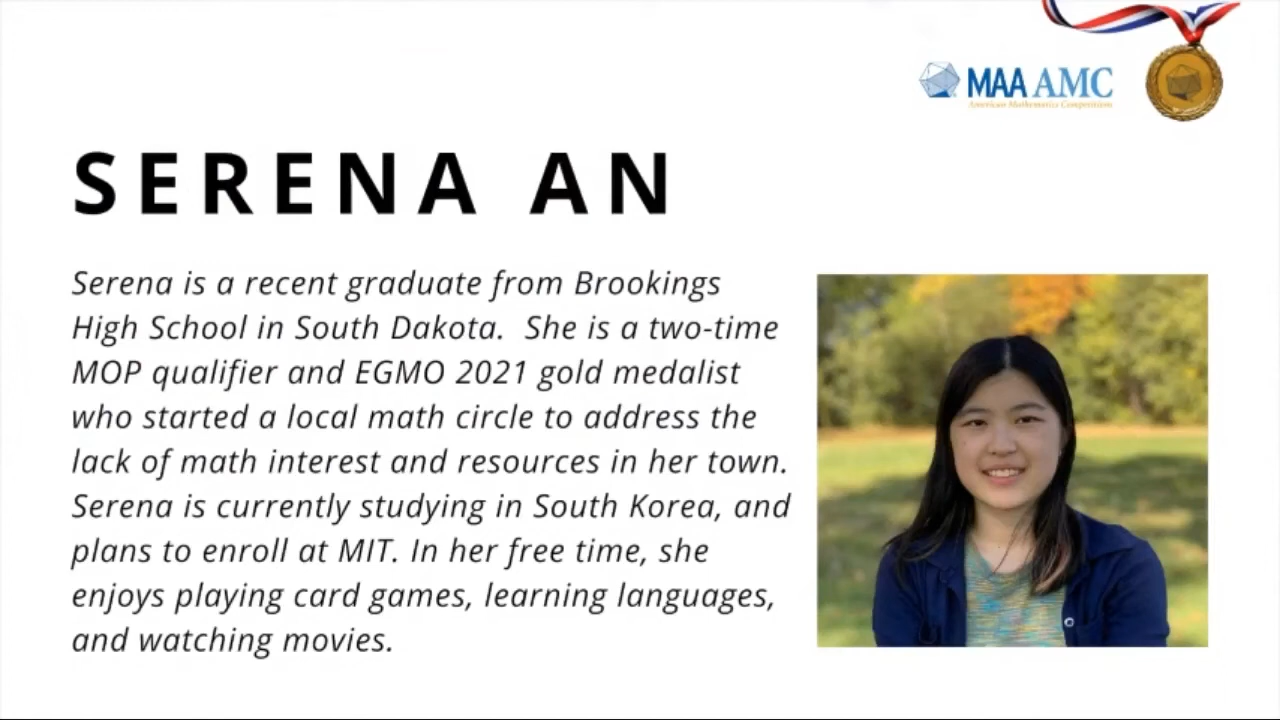 MAA AMC
American Mathematics Competitions
SERENA AN
Serena is a recent graduate from Brookings
High School in South Dakota.  She is a two-time
MOP qualifier and EGMO 2021 gold medalist
who started a local math circle to address the
lack of math interest and resources in her town.
Serena is currently studying in South Korea, and
plans to enroll at MIT. In her free time, she
enjoys playing card games, learning languages,
and watching movies.